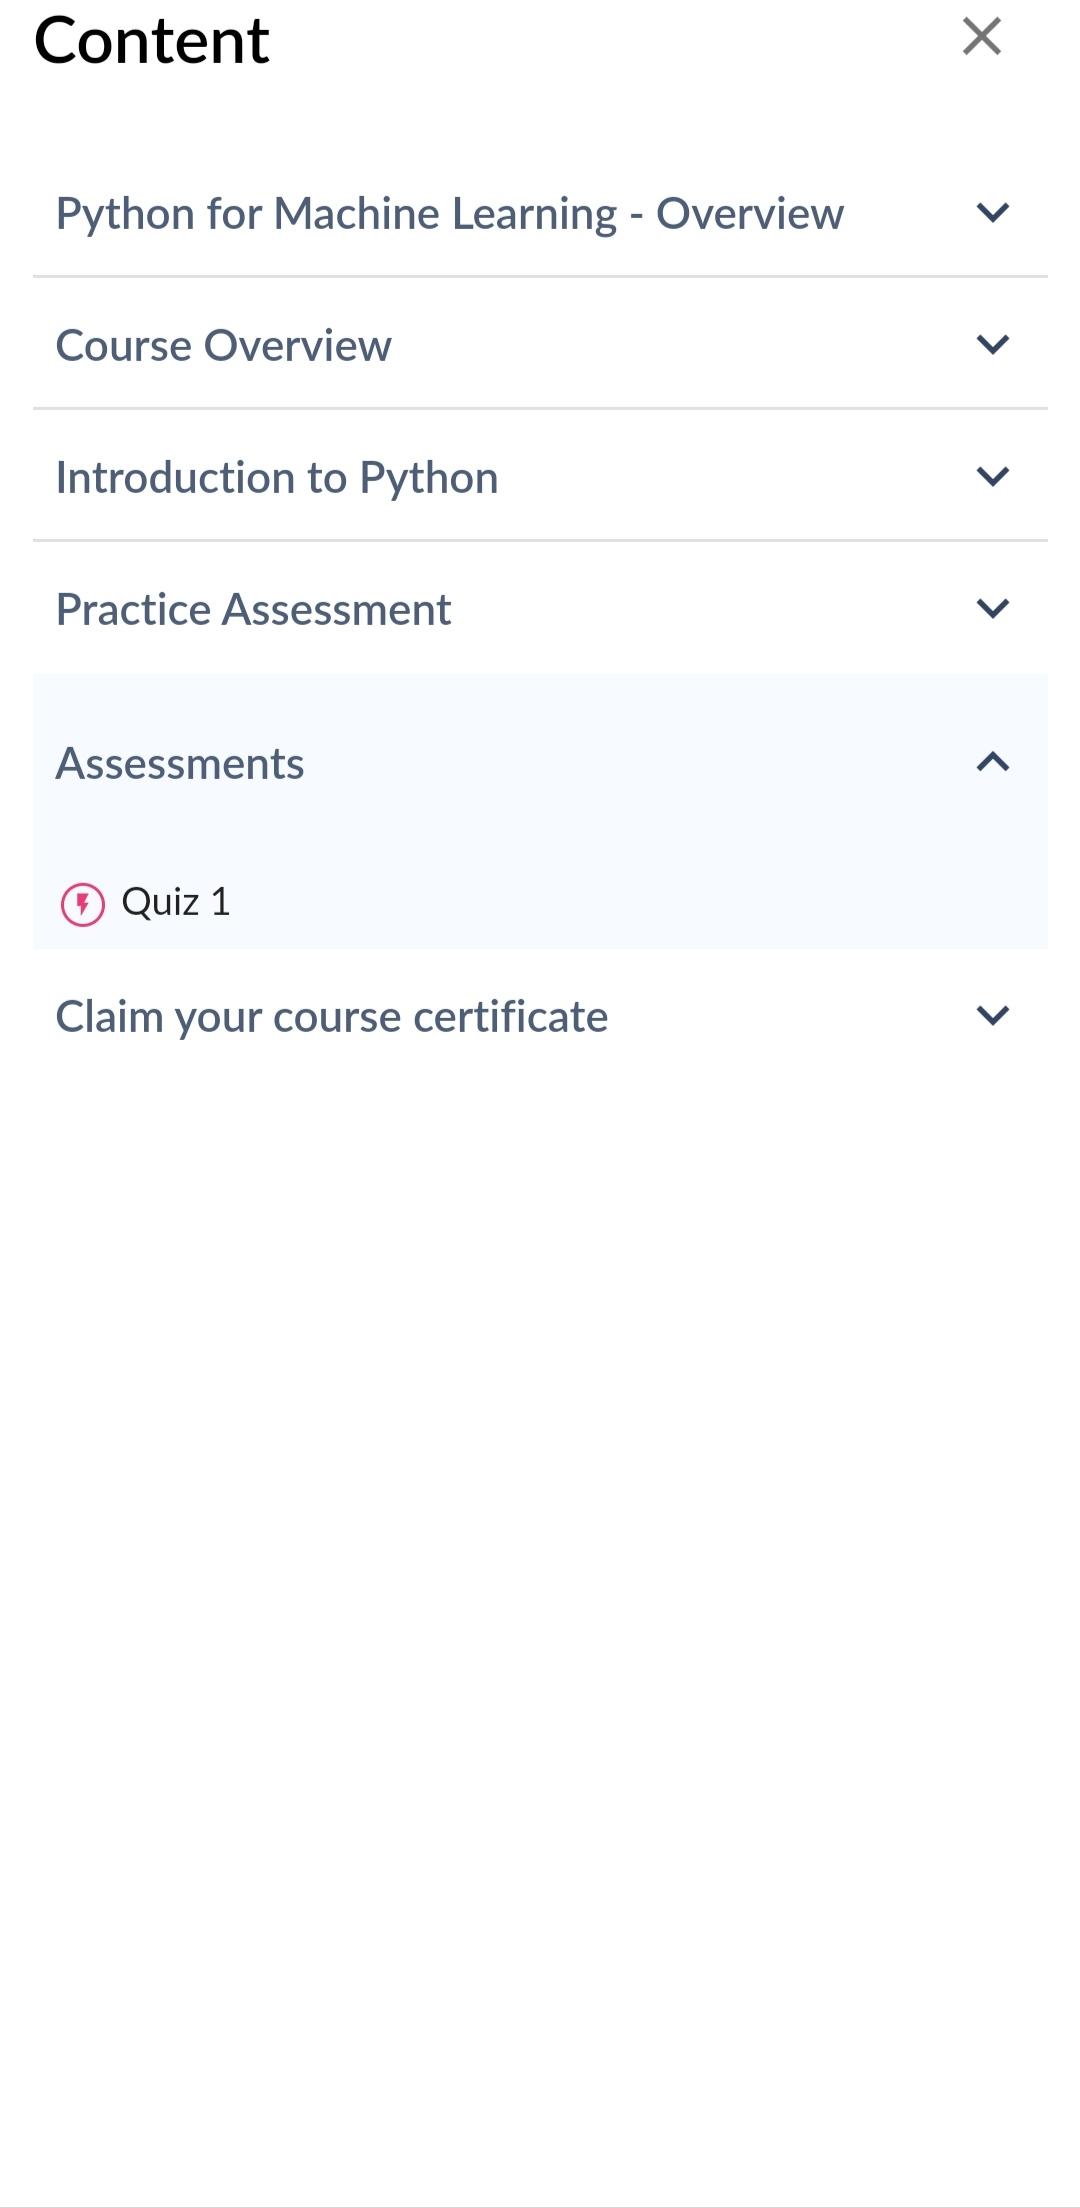 Content
Python for Machine Learning - Overview
Course Overview
Introduction to Python
Practice Assessment
Assessments
Quiz 1
Claim your course certificate